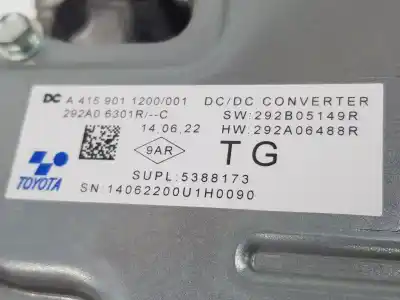 DC A 415 901 1200/001 DC/DC CONVERTER
292A0 6301R/--C SW:292B05149R
14.06.22 HW:292A06488R
9AR TG
TOYOTA
SUPL:5388173
SN:14062200U1H0090